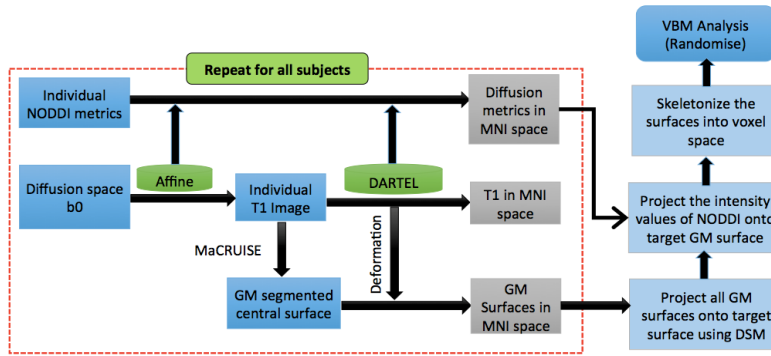 VBM Analysis
(Randomise)
Repeat for all subjects
Individual
NODDI metrics
Diffusion
metrics in
MNI space
Skeletonize the
surfaces into voxel
space
Diffusion space
b0
Affine
Individual
T1 Image
DARTEL
T1 in MNI
space
Project the intensity
values of NODDI onto
target GM surface
MaCRUISE
Deformation
GM segmented
central surface
GM
Surfaces in
MNI space
Project all GM
surfaces onto target
surface using DSM